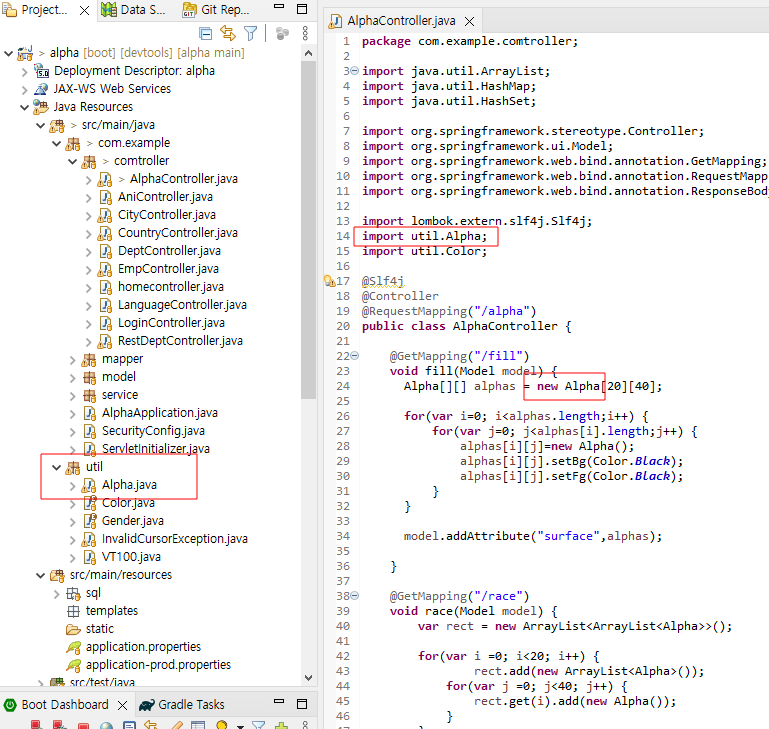 Project...
Data S...
Git Rep...
alpha [boot] [devtools] [alpha main]
Deployment Descriptor: alpha
JAX-WS Web Services
Java Resources
src/main/java
com.example
comtroller
AlphaController.java
AniController.java
CityController.java
CountryController.java
DeptController.java
EmpController.java
homecontroller.java
LanguageController.java
LoginController.java
RestDeptController.java
mapper
model
service
AlphaApplication.java
SecurityConfig.java
ServletInitializer.java
util
Alpha.java
Color.java
Gender.java
InvalidCursorException.java
VT100.java
src/main/resources
sql
templates
static
application.properties
application-prod.properties
src/test/java
Boot Dashboard
Gradle Tasks
AlphaController.java
1 package com.example.comtroller;
2
3 import java.util.ArrayList;
4 import java.util.HashMap;
5 import java.util.HashSet;
6
7 import org.springframework.stereotype.Controller;
8 import org.springframework.ui.Model;
9 import org.springframework.web.bind.annotation.GetMapping;
10 import org.springframework.web.bind.annotation.RequestMapp
11 import org.springframework.web.bind.annotation.ResponseBody
12
13 import lombok.extern.slf4j.Slf4j;
14 import util.Alpha;
15 import util.Color;
16
17 @Slf4j
18 @Controller
19 @RequestMapping("/alpha")
20 public class AlphaController {
21
22 @GetMapping("/fill")
23 void fill(Model model) {
24 Alpha[][] alphas = new Alpha[20][40];
25
26 for(var i=0; i<alphas.length;i++) {
27 for(var j=0; j<alphas[i].length;j++) {
28 alphas[i][j]=new Alpha();
29 alphas[i][j].setBg(Color.Black);
30 alphas[i][j].setFg(Color.Black);
31 }
32 }
33
34 model.addAttribute("surface",alphas);
35
36 }
37
38 @GetMapping("/race")
39 void race(Model model) {
40 var rect = new ArrayList<ArrayList<Alpha>>();
41
42 for(var i =0; i<20; i++) {
43 rect.add(new ArrayList<Alpha>());
44 for(var j =0; j<40; j++) {
45 rect.get(i).add(new Alpha());
46 }